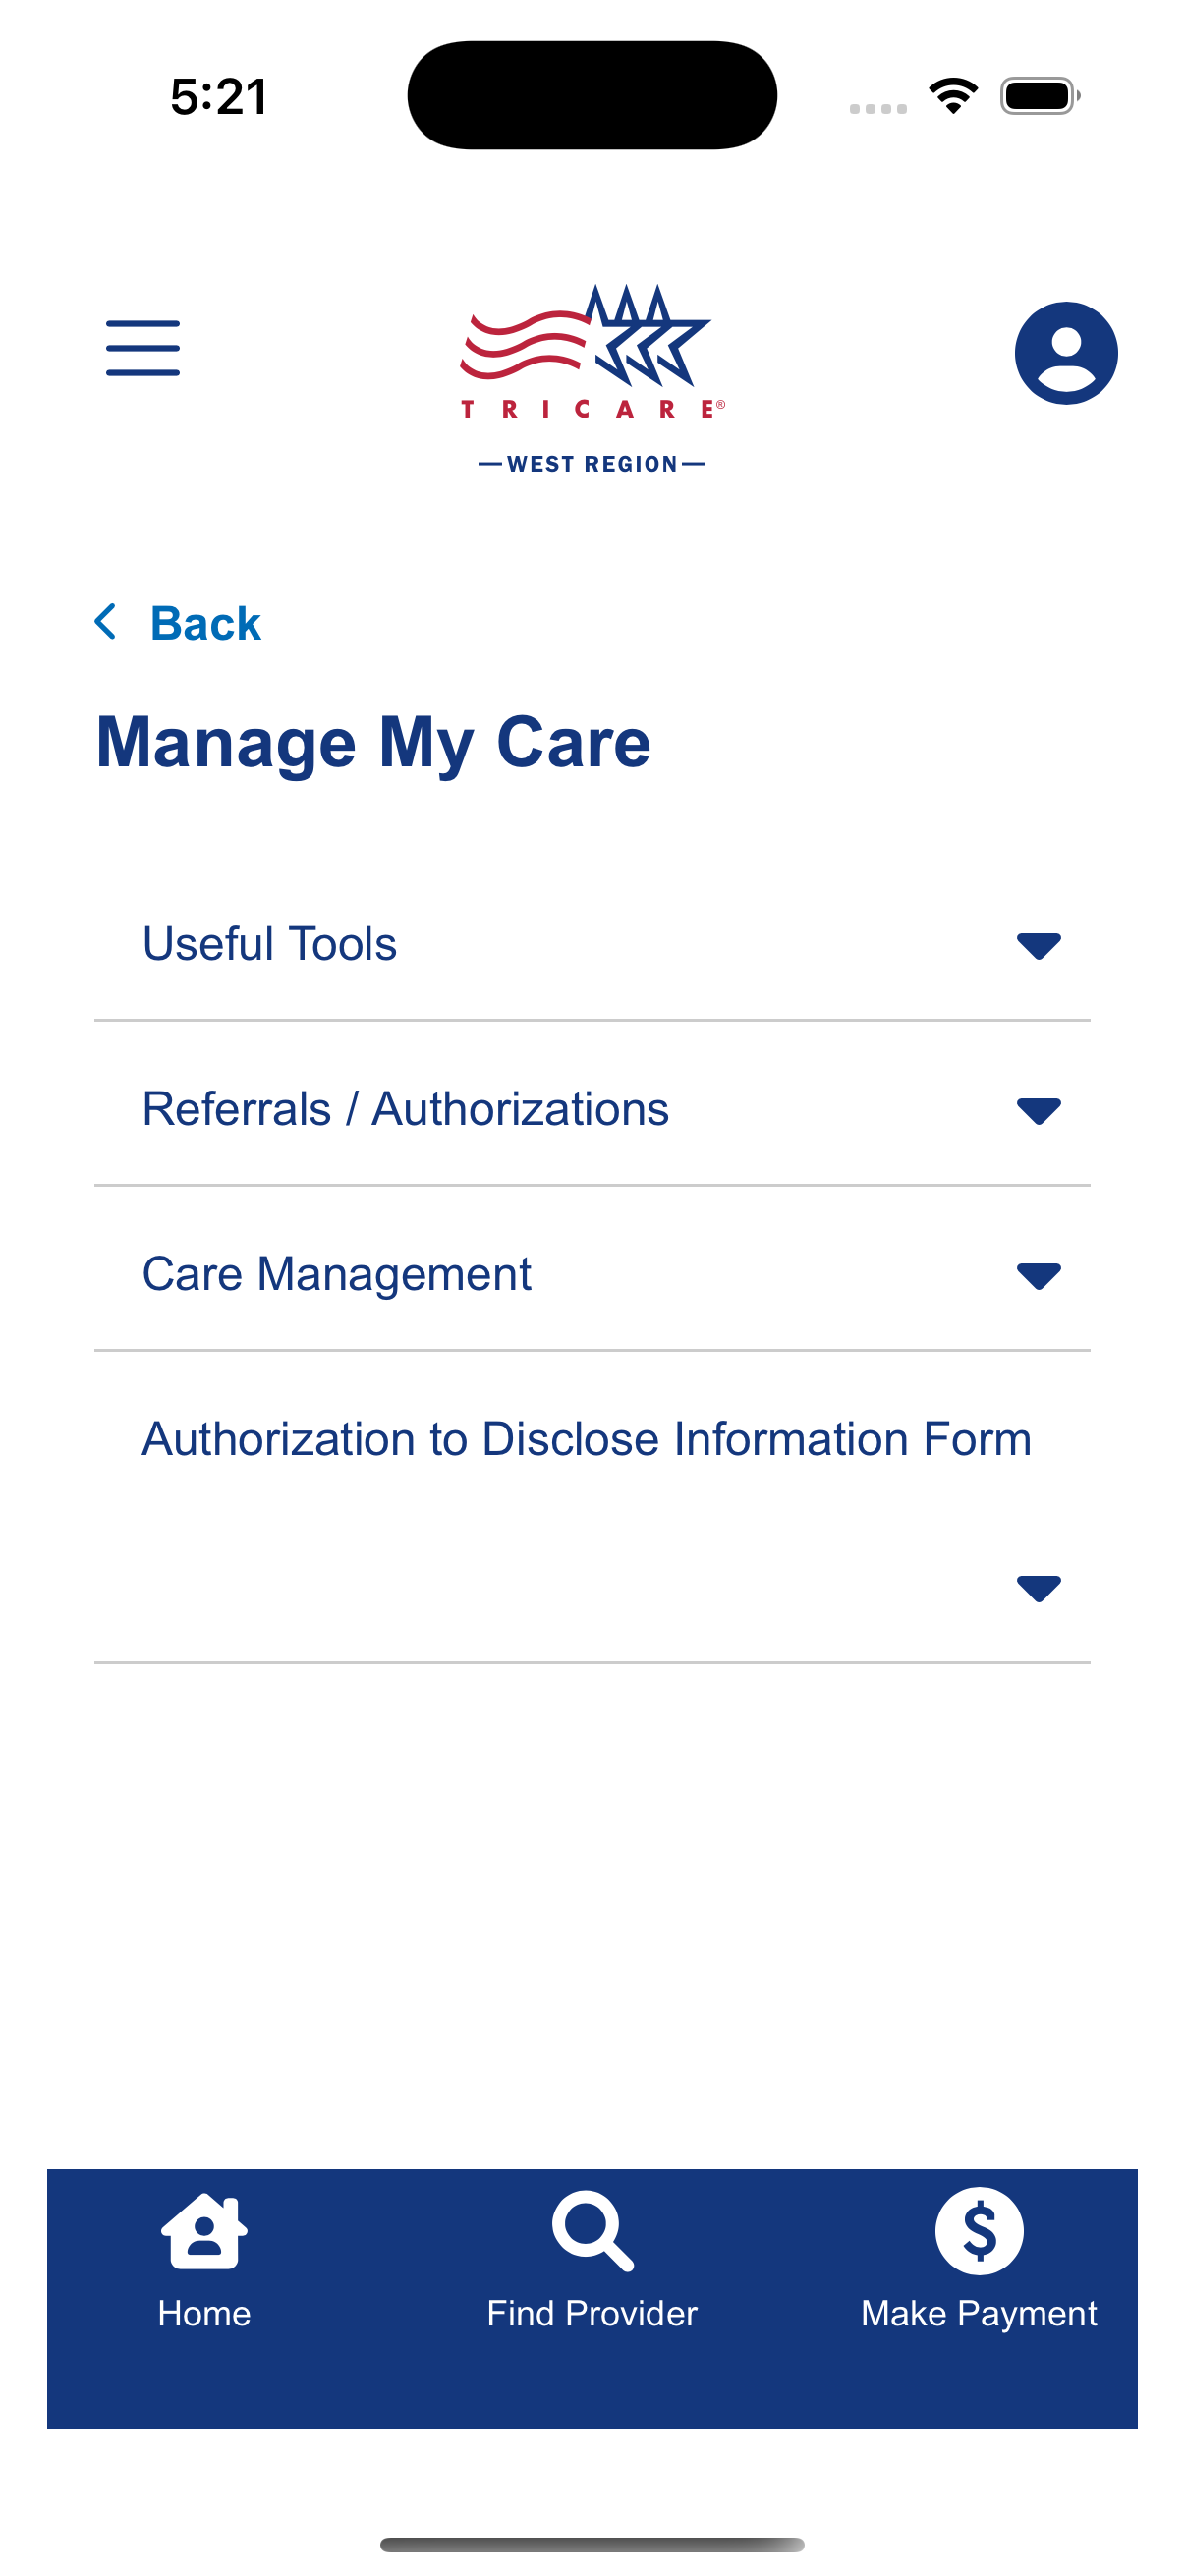 5:21
TRICARE®
WEST REGION
Back
Manage My Care
Useful Tools
Referrals / Authorizations
Care Management
Authorization to Disclose Information Form
Home
Find Provider
Make Payment